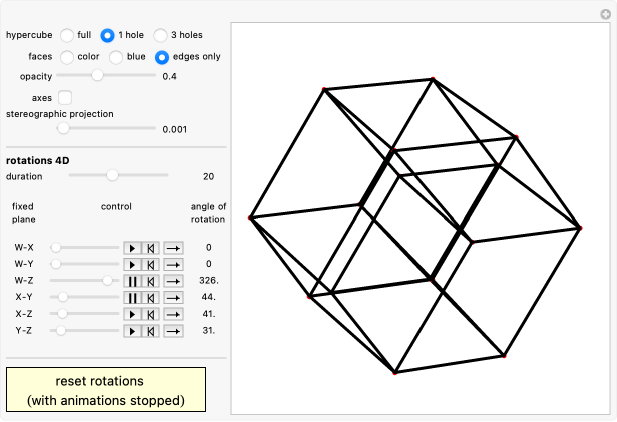 hypercube full 1 hole 3 holes
faces color blue edges only
opacity 0.4
axes
stereographic projection
0.001
rotations 4D
duration 20
fixed plane control angle of rotation
W-X 0
W-Y 0
W-Z 326.
X-Y 44.
X-Z 41.
Y-Z 31.
reset rotations
(with animations stopped)